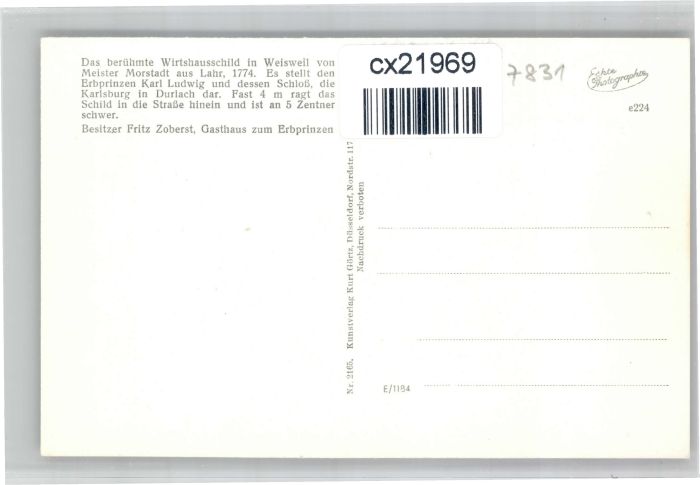 Das berühmte Wirtshausschild in Weisweil von
Meister Morstadt aus Lahr, 1774. Es stellt den
Erbprinzen Karl Ludwig und dessen Schloß, die
Karlsburg in Durlach dar. Fast 4 m ragt das
Schild in die Straße hinein und ist an 5 Zentner
schwer.
Besitzer Fritz Zoberst, Gasthaus zum Erbprinzen
cx21969
7831
Echte
Photographie
e224
Nr. 2165. Kunstverlag Kurt Görtz, Düsseldorf, Nordstr. 117
Nachdruck verboten
E/1184